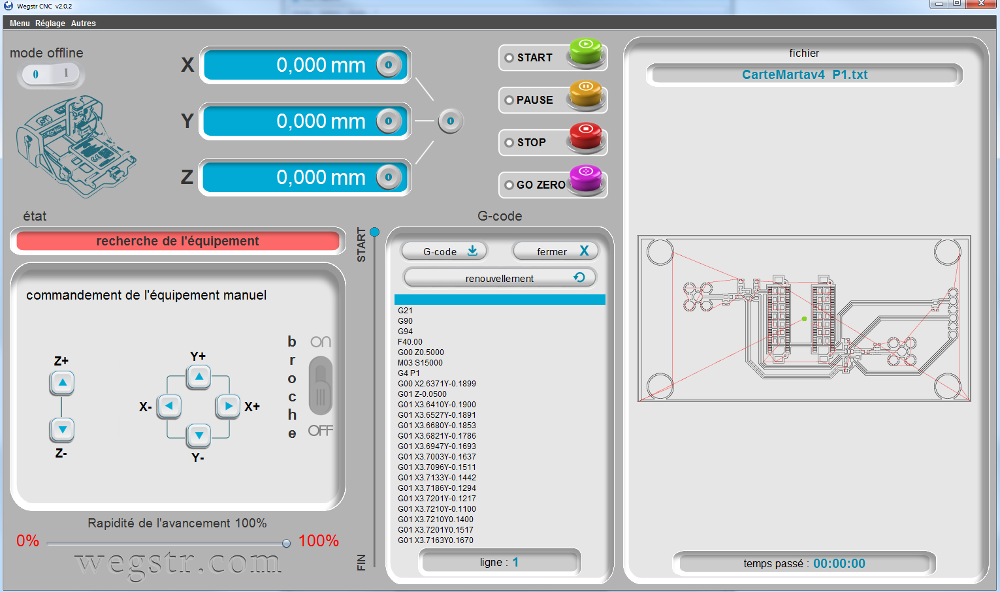 Wegstr CNC v2.0.2
Menu Réglage Autres
mode offline
0 I
X 0,000 mm 0
Y 0,000 mm 0
0
Z 0,000 mm 0
START
PAUSE
STOP
GO ZERO
fichier
CarteMartav4 P1.txt
état
recherche de l'équipement
commandement de l'équipement manuel
Z+
Z-
Y+
X-
X+
Y-
broche
ON
OFF
Rapidité de l'avancement 100%
0% 100%
wegstr.com
START
FIN
G-code
G-code
fermer X
renouvellement
G21
G90
G94
F40.00
G00 Z0.5000
M03 S15000
G4 P1
G00 X2.6371Y-0.1899
G01 Z-0.0500
G01 X3.6410Y-0.1900
G01 X3.6527Y-0.1891
G01 X3.6680Y-0.1853
G01 X3.6821Y-0.1786
G01 X3.6947Y-0.1693
G01 X3.7003Y-0.1637
G01 X3.7096Y-0.1511
G01 X3.7133Y-0.1442
G01 X3.7186Y-0.1294
G01 X3.7201Y-0.1217
G01 X3.7210Y-0.1100
G01 X3.7210Y0.1400
G01 X3.7201Y0.1517
G01 X3.7163Y0.1670
ligne : 1
temps passé : 00:00:00